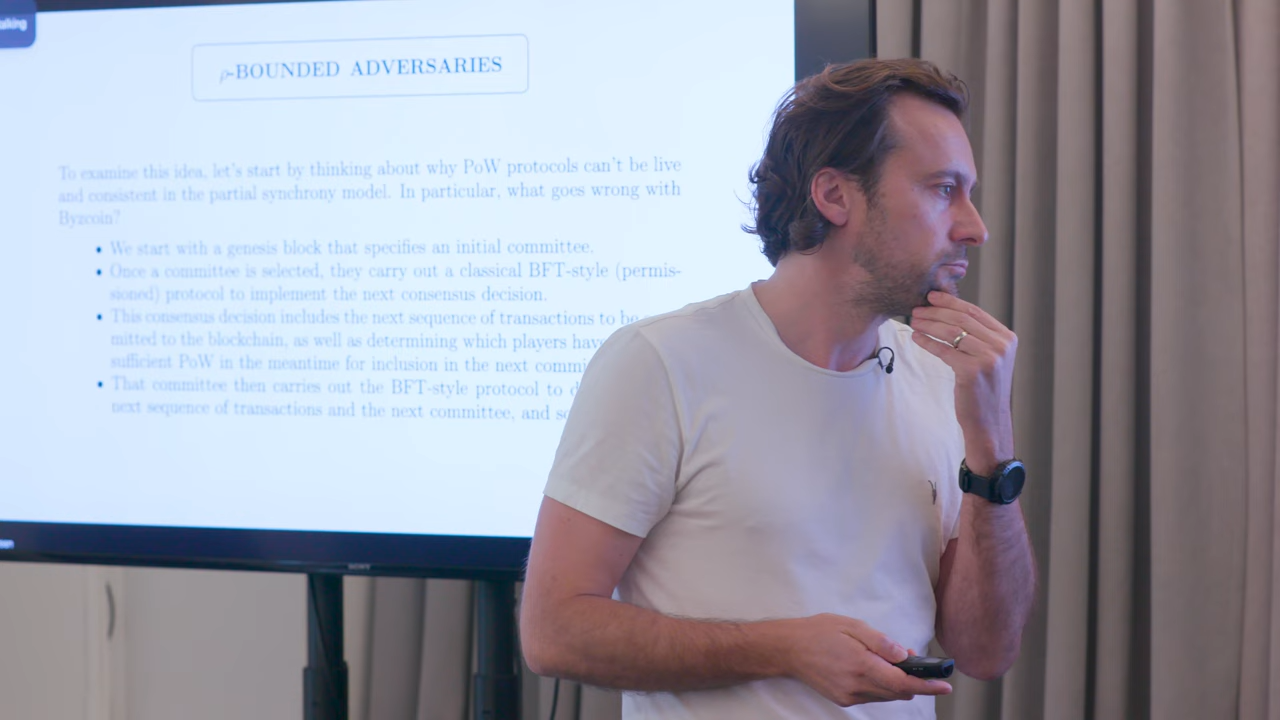 alking
ρ-BOUNDED ADVERSARIES
To examine this idea, let's start by thinking about why PoW protocols can't be live
and consistent in the partial synchrony model. In particular, what goes wrong with
Byzcoin?
• We start with a genesis block that specifies an initial committee.
• Once a committee is selected, they carry out a classical BFT-style (permis-
sioned) protocol to implement the next consensus decision.
• This consensus decision includes the next sequence of transactions to be
mitted to the blockchain, as well as determining which players have
sufficient PoW in the meantime for inclusion in the next commi
• That committee then carries out the BFT-style protocol to d
next sequence of transactions and the next committee, and so
SONY